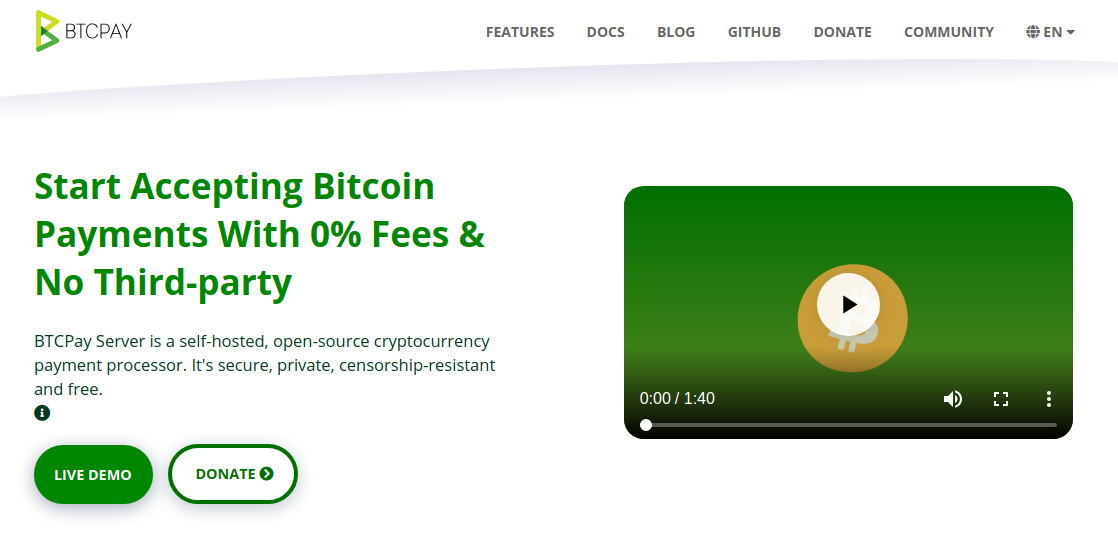 BTCPAY
FEATURES
DOCS
BLOG
GITHUB
DONATE
COMMUNITY
EN
Start Accepting Bitcoin
Payments With 0% Fees &
No Third-party
BTCPay Server is a self-hosted, open-source cryptocurrency
payment processor. It's secure, private, censorship-resistant
and free.
LIVE DEMO
DONATE
0:00 / 1:40